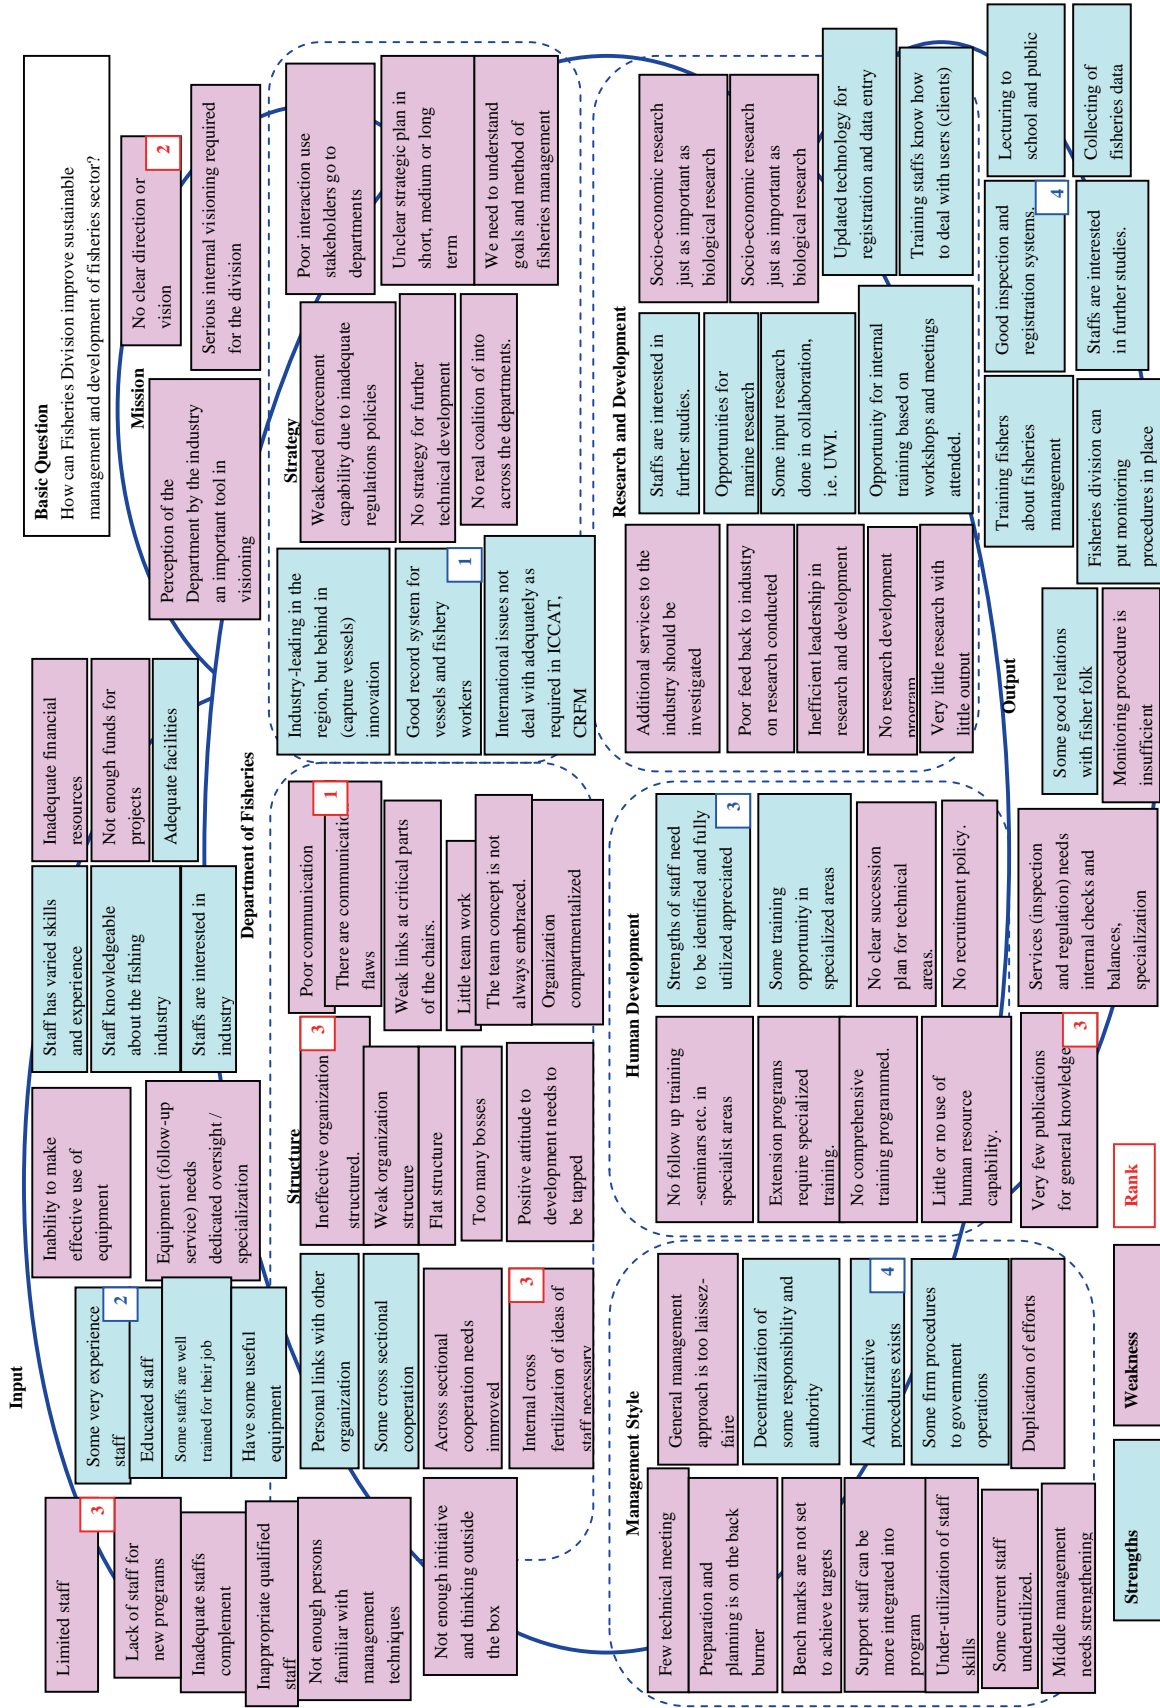 Basic Question
How can Fisheries Division improve sustainable
management and development of fisheries sector?
Input
Limited staff
3
Lack of staff for
new programs
Inadequate staffs
complement
Inappropriate qualified
staff
Not enough persons
familiar with
management
techniques
Not enough initiative
and thinking outside
the box
Some very experience
staff
2
Educated staff
Some staffs are well
trained for their job
Have some useful
equipment
Inability to make
effective use of
equipment
Equipment (follow-up
service) needs
dedicated oversight /
specialization
Staff has varied skills
and experience
Staff knowledgeable
about the fishing
industry
Staffs are interested in
industry
Inadequate financial
resources
Not enough funds for
projects
Adequate facilities
Mission
Perception of the
Department by the industry
an important tool in
visioning
No clear direction or
vision
2
Serious internal visioning required
for the division
Department of Fisheries
Structure
Personal links with other
organization
Some cross sectional
cooperation
Across sectional
cooperation needs
improved
Internal cross
fertilization of ideas of
staff necessary
3
Ineffective organization
structured.
3
Weak organization
structure
Flat structure
Too many bosses
Positive attitude to
development needs to
be tapped
Poor communication
There are communicatio
flaws
1
Weak links at critical parts
of the chairs.
Little team work
The team concept is not
always embraced.
Organization
compartmentalized
Strategy
Industry-leading in the
region, but behind in
(capture vessels)
innovation
Good record system for
vessels and fishery
workers
1
International issues not
deal with adequately as
required in ICCAT,
CRFM
Weakened enforcement
capability due to inadequate
regulations policies
No strategy for further
technical development
No real coalition of into
across the departments.
Poor interaction use
stakeholders go to
departments
Unclear strategic plan in
short, medium or long
term
We need to understand
goals and method of
fisheries management
Management Style
Few technical meeting
Preparation and
planning is on the back
burner
Bench marks are not set
to achieve targets
Support staff can be
more integrated into
program
Under-utilization of staff
skills
Some current staff
underutilized.
Middle management
needs strengthening
General management
approach is too laissez-
faire
Decentralization of
some responsibility and
authority
Administrative
procedures exists
4
Some firm procedures
to government
operations
Duplication of efforts
Human Development
No follow up training
-seminars etc. in
specialist areas
Extension programs
require specialized
training.
No comprehensive
training programmed.
Little or no use of
human resource
capability.
Strengths of staff need
to be identified and fully
utilized appreciated
3
Some training
opportunity in
specialized areas
No clear succession
plan for technical
areas.
No recruitment policy.
Research and Development
Additional services to the
industry should be
investigated
Poor feed back to industry
on research conducted
Inefficient leadership in
research and development
No research development
program
Very little research with
little output
Staffs are interested in
further studies.
Opportunities for
marine research
Some input research
done in collaboration,
i.e. UWI.
Opportunity for internal
training based on
workshops and meetings
attended.
Socio-economic research
just as important as
biological research
Socio-economic research
just as important as
biological research
Updated technology for
registration and data entry
Training staffs know how
to deal with users (clients)
Output
Very few publications
for general knowledge
3
Services (inspection
and regulation) needs
internal checks and
balances,
specialization
Some good relations
with fisher folk
Monitoring procedure is
insufficient
Training fishers
about fisheries
management
Fisheries division can
put monitoring
procedures in place
Good inspection and
registration systems.
4
Staffs are interested
in further studies.
Lecturing to
school and public
Collecting of
fisheries data
Strengths
Weakness
Rank